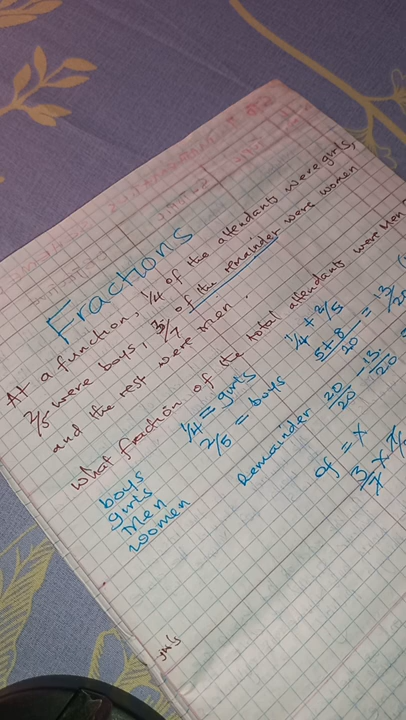 Fractions
At a function, 1/4 of the attendants were girls,
2/5 were boys, 3/7 of the remainder were women
and the rest were Men.
What fraction of the total attendants were Men
boys
girls
Men
women
1/4 = girls
2/5 = boys
Remainder
1/4 + 2/5
5+8/20 = 13/20
20/20 - 13/20
of = X
3/7 X 7/